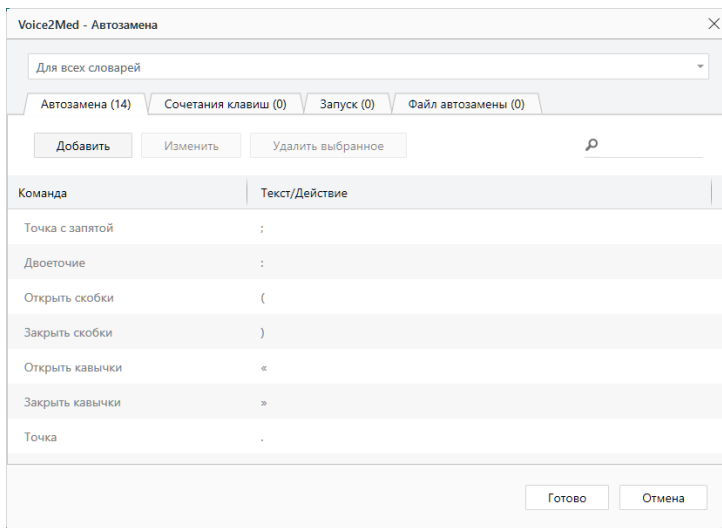 Voice2Med - Автозамена
Для всех словарей
Автозамена (14) Сочетания клавиш (0) Запуск (0) Файл автозамены (0)
Добавить Изменить Удалить выбранное
Команда Текст/Действие
Точка с запятой ;
Двоеточие :
Открыть скобки (
Закрыть скобки )
Открыть кавычки «
Закрыть кавычки »
Точка .
Готово Отмена